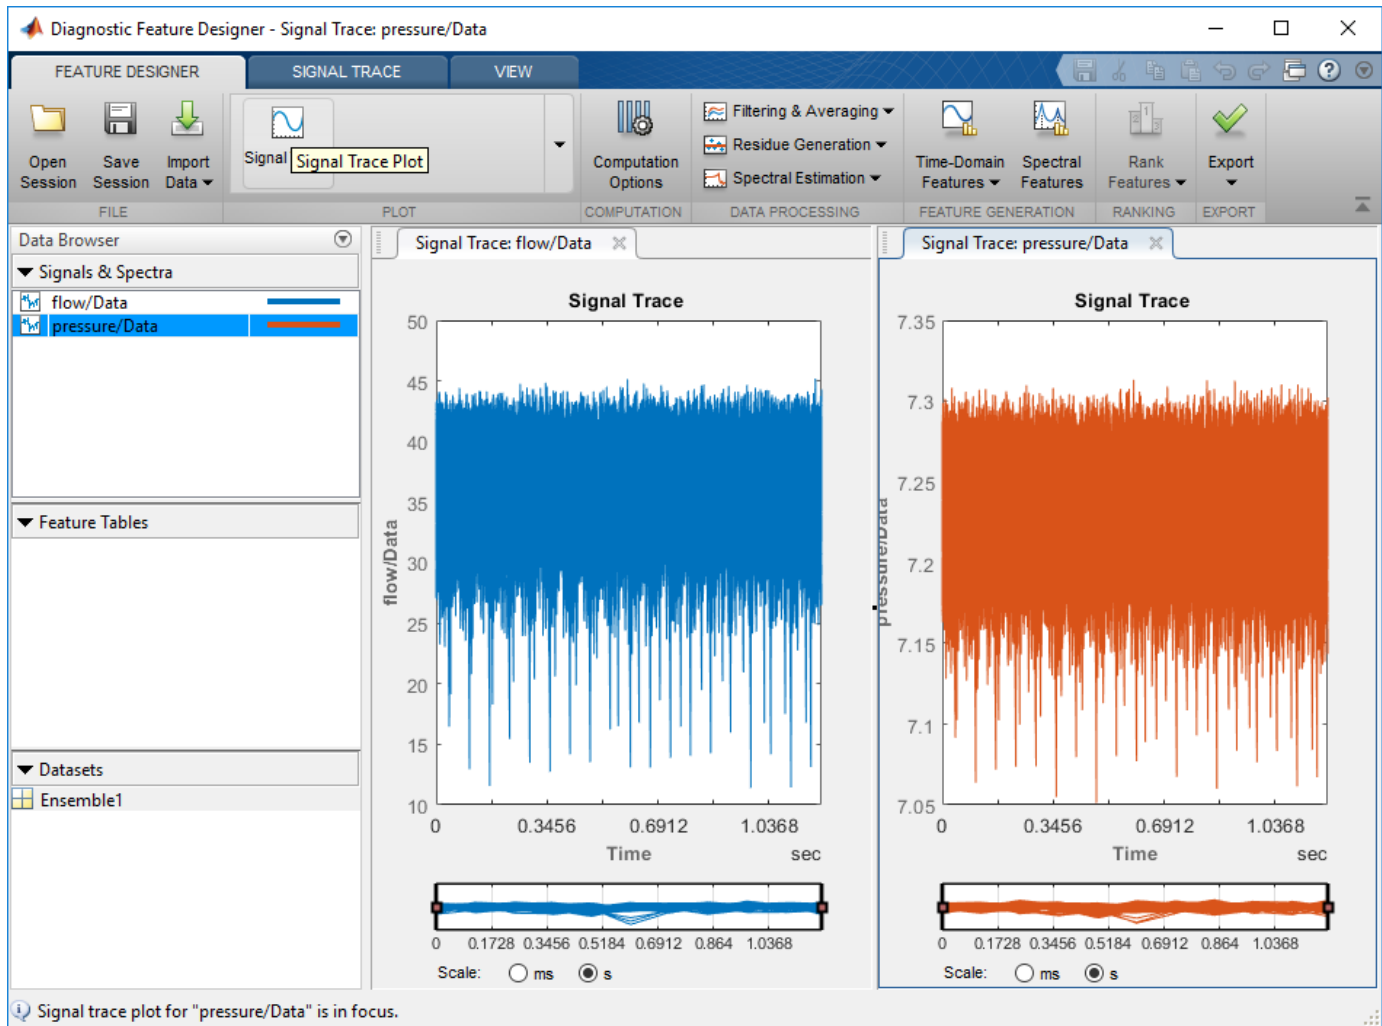 Diagnostic Feature Designer - Signal Trace: pressure/Data
FEATURE DESIGNER
SIGNAL TRACE
VIEW
Open Session
Save Session
Import Data
Signal
Signal Trace Plot
Computation Options
Filtering & Averaging
Residue Generation
Spectral Estimation
Time-Domain Features
Spectral Features
Rank Features
Export
FILE
PLOT
COMPUTATION
DATA PROCESSING
FEATURE GENERATION
RANKING
EXPORT
Data Browser
Signals & Spectra
flow/Data
pressure/Data
Feature Tables
Datasets
Ensemble1
Signal Trace: flow/Data
Signal Trace
50
45
40
35
30
25
20
15
10
flow/Data
0 0.3456 0.6912 1.0368
Time sec
0 0.1728 0.3456 0.5184 0.6912 0.864 1.0368
Scale: ms s
Signal Trace: pressure/Data
Signal Trace
7.35
7.3
7.25
7.2
7.15
7.1
7.05
pressure/Data
0 0.3456 0.6912 1.0368
Time sec
0 0.1728 0.3456 0.5184 0.6912 0.864 1.0368
Scale: ms s
Signal trace plot for "pressure/Data" is in focus.